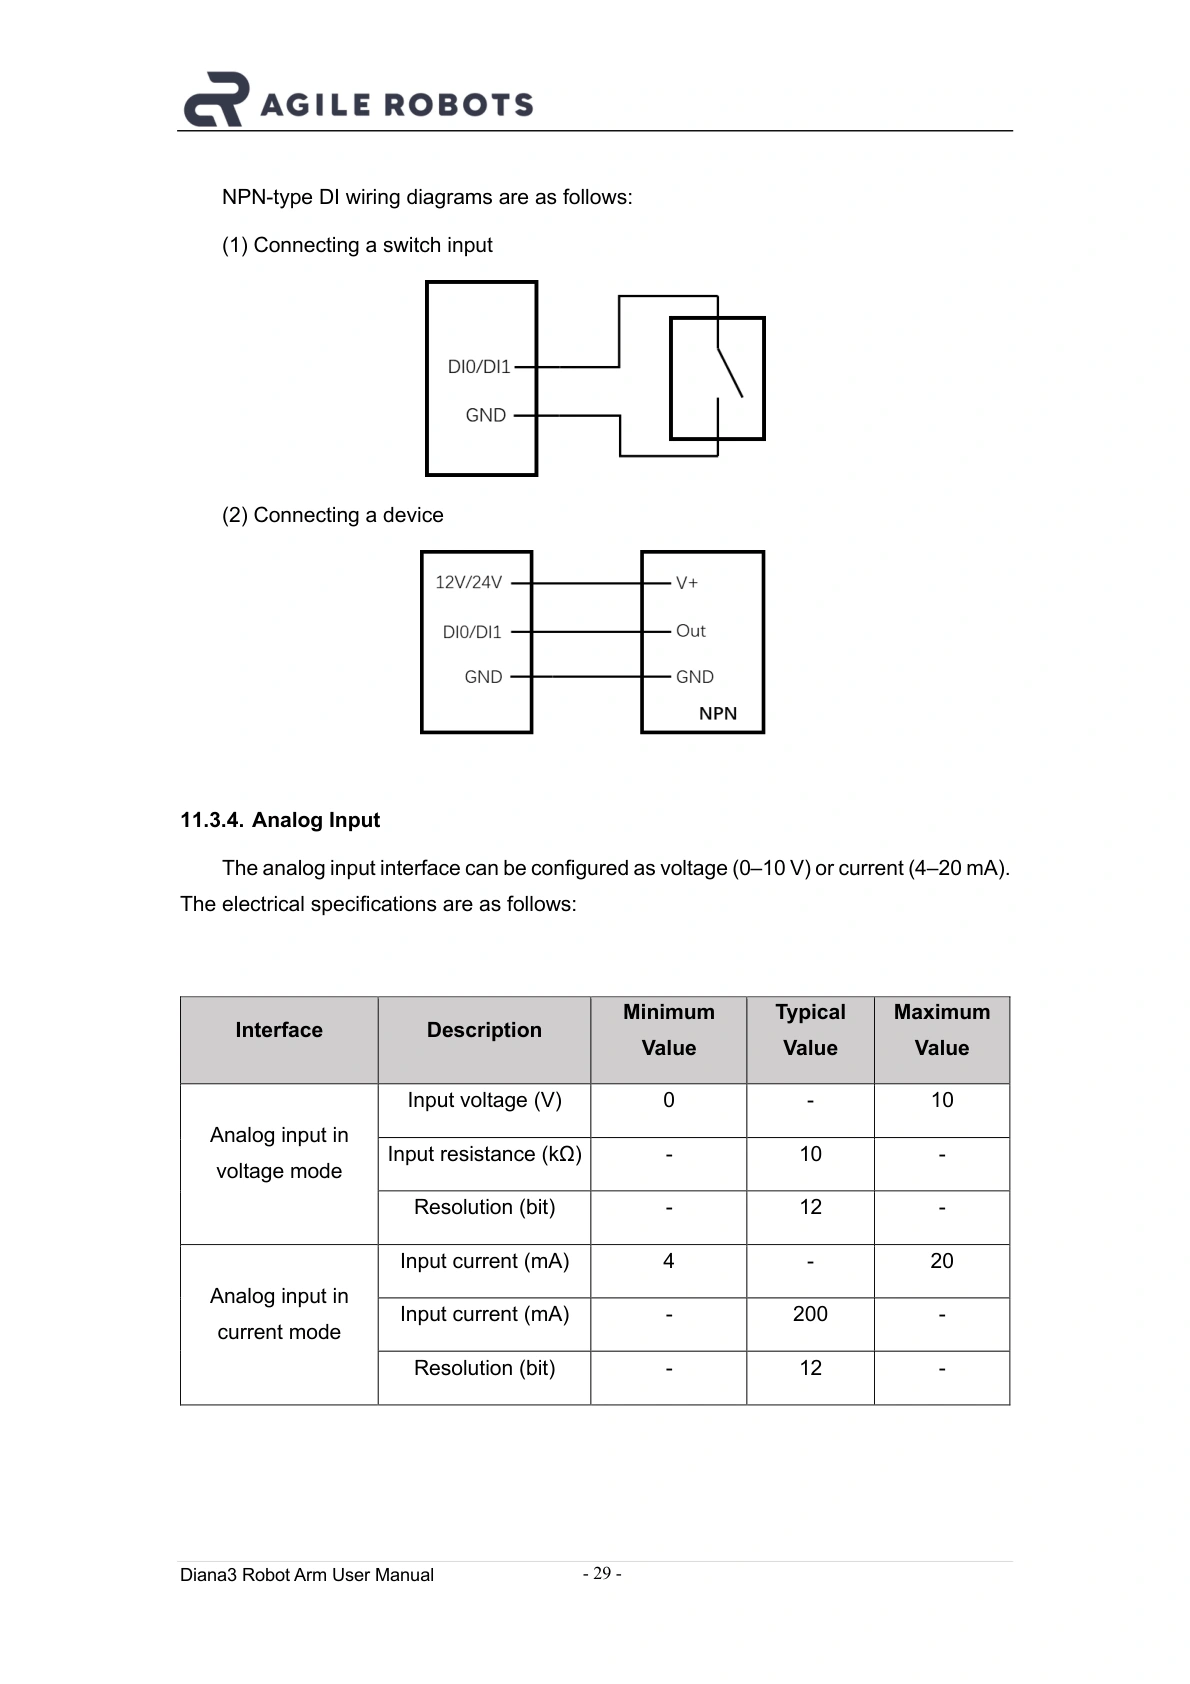 AGILE ROBOTS
NPN-type DI wiring diagrams are as follows:
(1) Connecting a switch input
DI0/DI1
GND
(2) Connecting a device
12V/24V
V+
DI0/DI1
Out
GND
GND
NPN
11.3.4. Analog Input
The analog input interface can be configured as voltage (0–10 V) or current (4–20 mA).
The electrical specifications are as follows:
Interface Description Minimum Value Typical Value Maximum Value
Analog input in voltage mode Input voltage (V) 0 - 10
Input resistance (kΩ) - 10 -
Resolution (bit) - 12 -
Analog input in current mode Input current (mA) 4 - 20
Input current (mA) - 200 -
Resolution (bit) - 12 -
Diana3 Robot Arm User Manual - 29 -